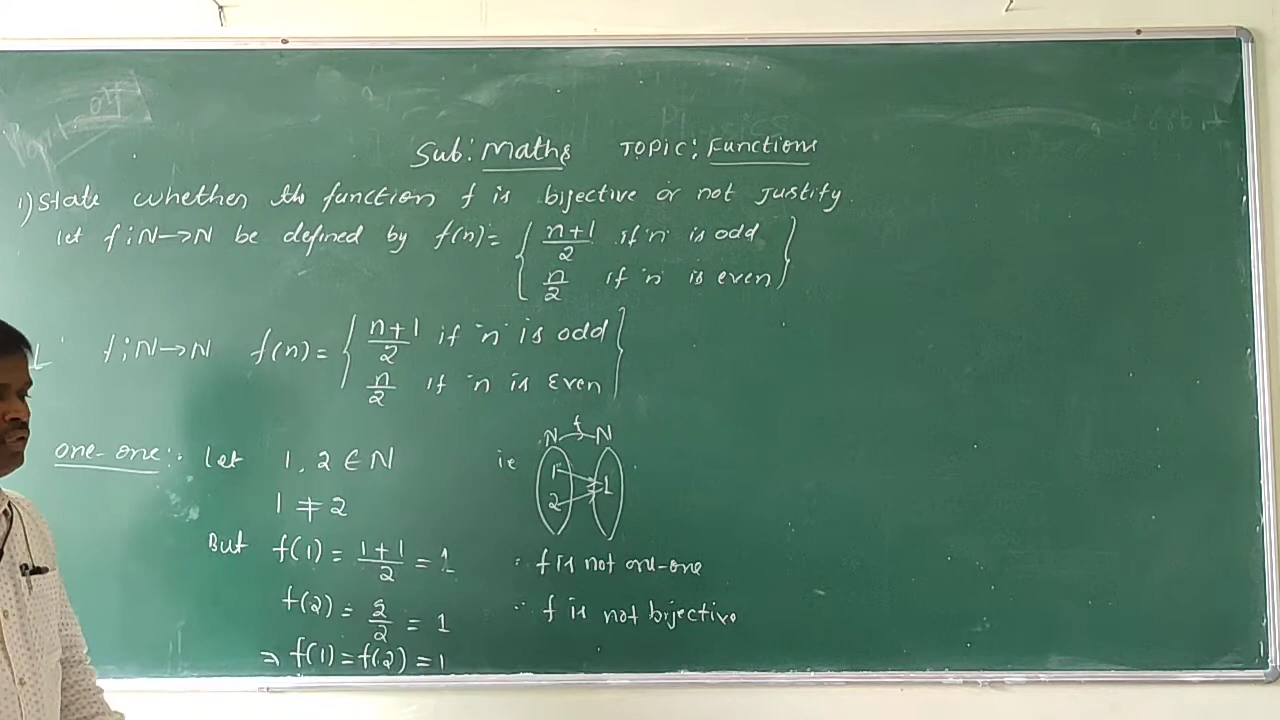 Sub: Maths Topic: Functions
1) State whether the function f is bijective or not Justify.
let f:N→N be defined by f(n)= { n+1/2 if 'n' is odd
n/2 if 'n' is even }
f:N→N f(n)= { n+1/2 if 'n' is odd
n/2 if 'n' is Even }
one-one:- let 1, 2 ∈ N
1 ≠ 2
But f(1) = 1+1/2 = 1
f(2) = 2/2 = 1
⇒ f(1)=f(2)=1
ie N f N
1 1
2
∴ f is not one-one
∴ f is not bijective